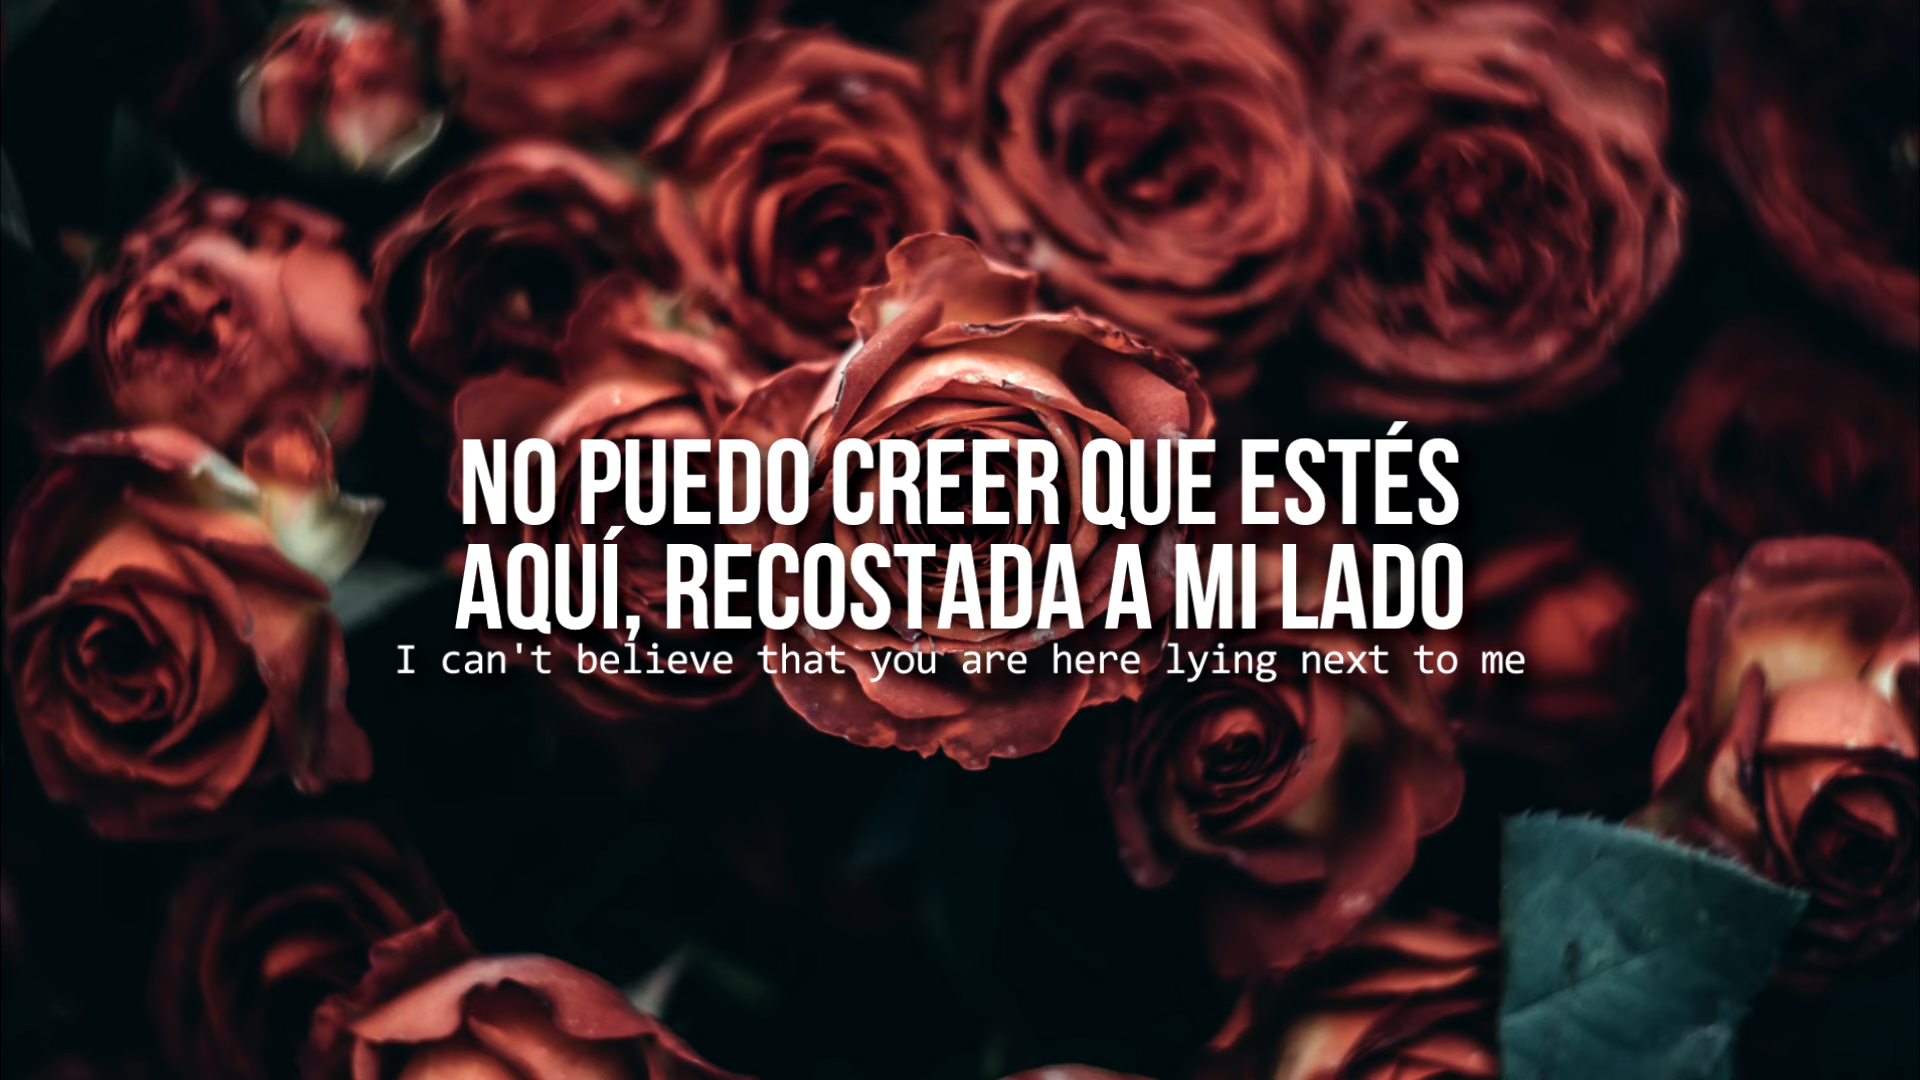 NO PUEDO CREER QUE ESTÉS
AQUÍ, RECOSTADA A MI LADO
I can't believe that you are here lying next to me